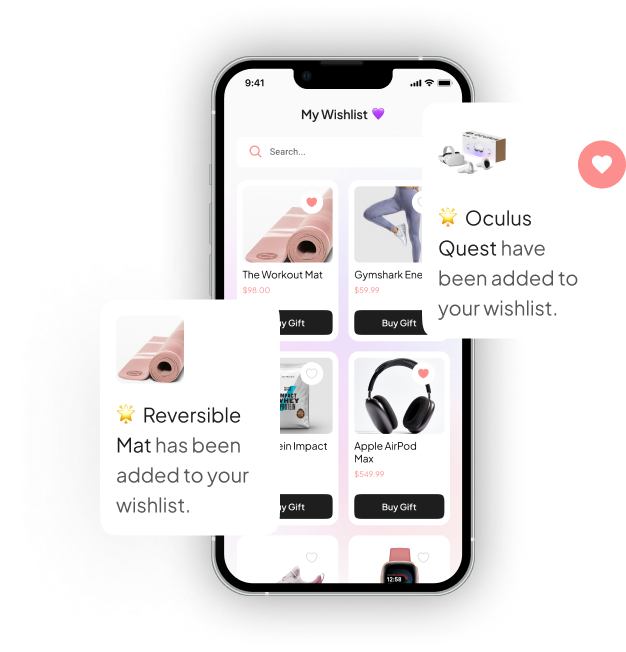 9:41
My Wishlist 💜
Search...
The Workout Mat
$98.00
Gymshark Ene
$59.99
y Gift
Buy Gift
🌟 Oculus
Quest have
been added to
your wishlist.
🌟 Reversible
Mat has been
added to your
wishlist.
IMPACT
WHEY
ein Impact
Apple AirPod
Max
$549.99
y Gift
Buy Gift
12:58